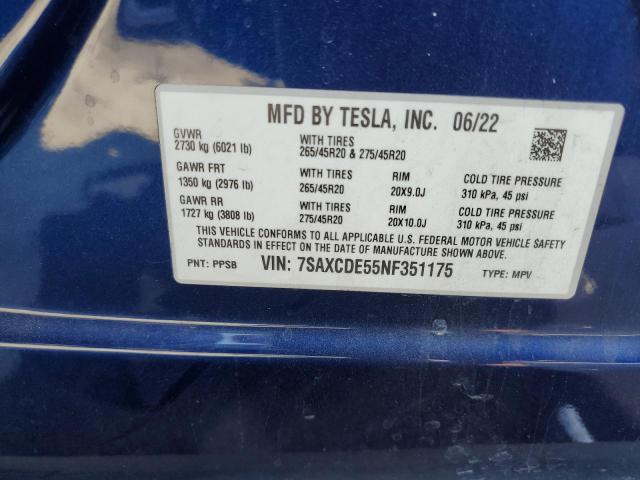 MFD BY TESLA, INC. 06/22
GVWR
2730 kg (6021 lb)
WITH TIRES
265/45R20 & 275/45R20
GAWR FRT
1350 kg (2976 lb)
WITH TIRES
265/45R20
RIM
20X9.0J
COLD TIRE PRESSURE
310 kPa, 45 psi
GAWR RR
1727 kg (3808 lb)
WITH TIRES
275/45R20
RIM
20X10.0J
COLD TIRE PRESSURE
310 kPa, 45 psi
THIS VEHICLE CONFORMS TO ALL APPLICABLE U.S. FEDERAL MOTOR VEHICLE SAFETY
STANDARDS IN EFFECT ON THE DATE OF MANUFACTURE SHOWN ABOVE.
PNT: PPSB
VIN: 7SAXCDE55NF351175
TYPE: MPV